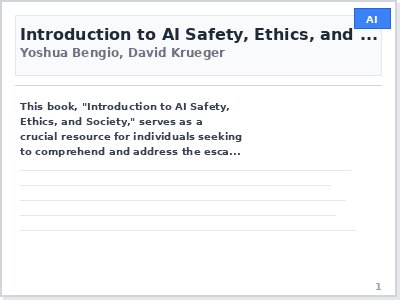 AI
Introduction to AI Safety, Ethics, and ...
Yoshua Bengio, David Krueger
This book, "Introduction to AI Safety,
Ethics, and Society," serves as a
crucial resource for individuals seeking
to comprehend and address the esca...
1